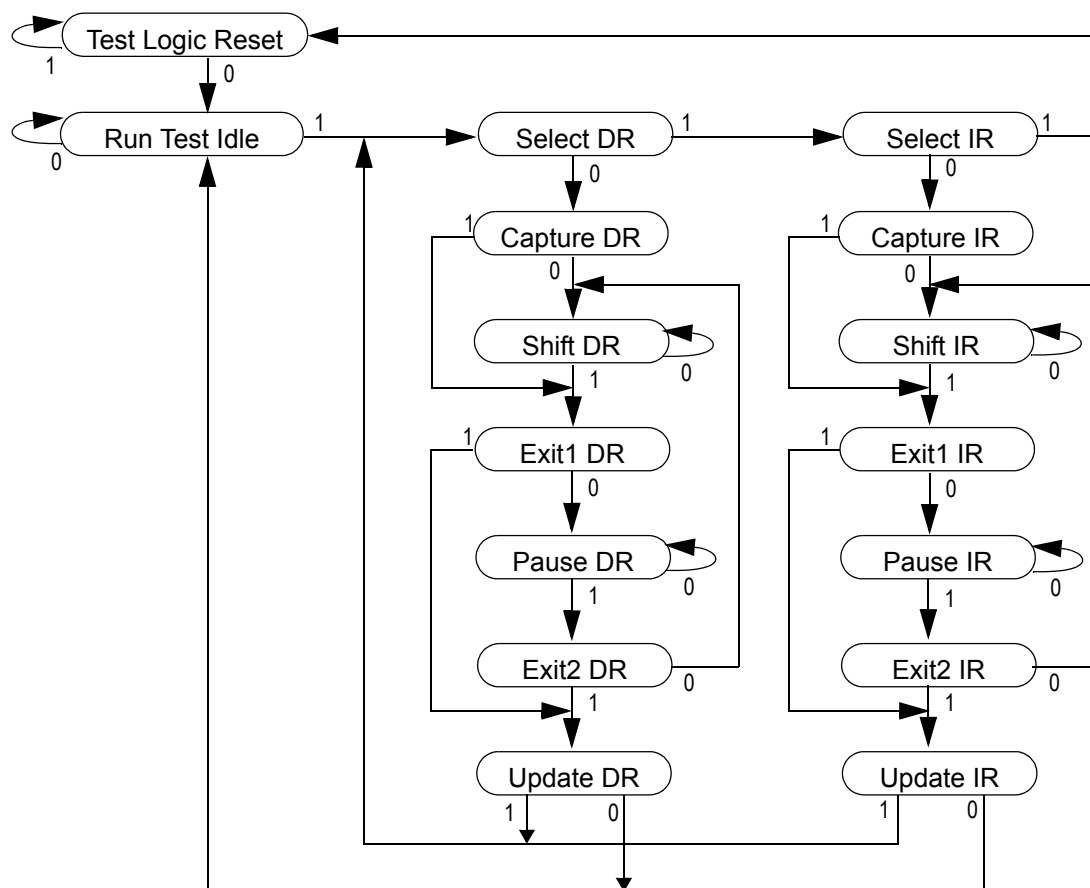 Test Logic Reset
1
0
Run Test Idle
0
1
Select DR
1
0
Select IR
1
0
Capture DR
1
0
Capture IR
1
0
Shift DR
0
1
Shift IR
0
1
Exit1 DR
1
0
Exit1 IR
1
0
Pause DR
0
1
Pause IR
0
1
Exit2 DR
0
1
Exit2 IR
0
1
Update DR
1
0
Update IR
1
0